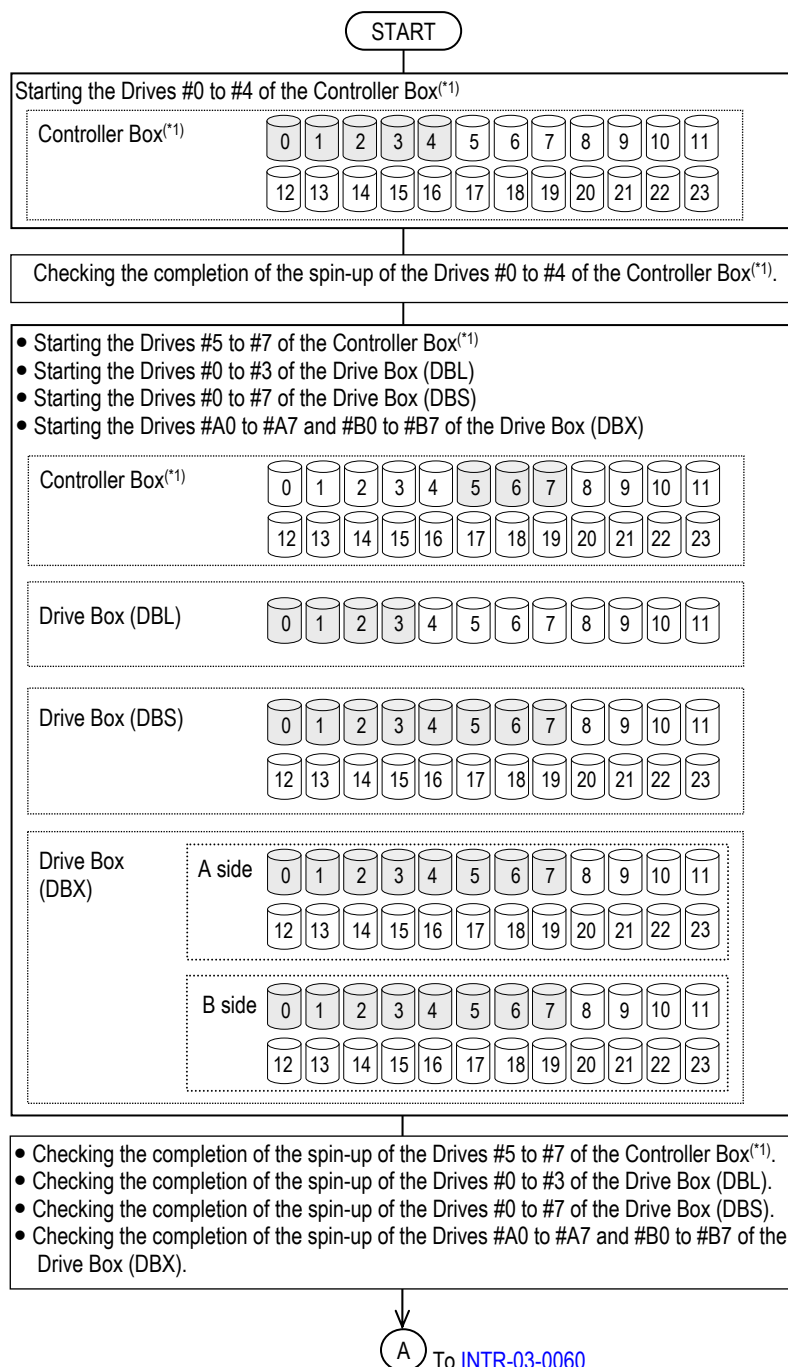 START
Starting the Drives #0 to #4 of the Controller Box(*1)
Controller Box(*1)
0 1 2 3 4 5 6 7 8 9 10 11
12 13 14 15 16 17 18 19 20 21 22 23
Checking the completion of the spin-up of the Drives #0 to #4 of the Controller Box(*1).
• Starting the Drives #5 to #7 of the Controller Box(*1)
• Starting the Drives #0 to #3 of the Drive Box (DBL)
• Starting the Drives #0 to #7 of the Drive Box (DBS)
• Starting the Drives #A0 to #A7 and #B0 to #B7 of the Drive Box (DBX)
Controller Box(*1)
0 1 2 3 4 5 6 7 8 9 10 11
12 13 14 15 16 17 18 19 20 21 22 23
Drive Box (DBL)
0 1 2 3 4 5 6 7 8 9 10 11
Drive Box (DBS)
0 1 2 3 4 5 6 7 8 9 10 11
12 13 14 15 16 17 18 19 20 21 22 23
Drive Box
(DBX)
A side
0 1 2 3 4 5 6 7 8 9 10 11
12 13 14 15 16 17 18 19 20 21 22 23
B side
0 1 2 3 4 5 6 7 8 9 10 11
12 13 14 15 16 17 18 19 20 21 22 23
• Checking the completion of the spin-up of the Drives #5 to #7 of the Controller Box(*1).
• Checking the completion of the spin-up of the Drives #0 to #3 of the Drive Box (DBL).
• Checking the completion of the spin-up of the Drives #0 to #7 of the Drive Box (DBS).
• Checking the completion of the spin-up of the Drives #A0 to #A7 and #B0 to #B7 of the
Drive Box (DBX).
A
To INTR-03-0060